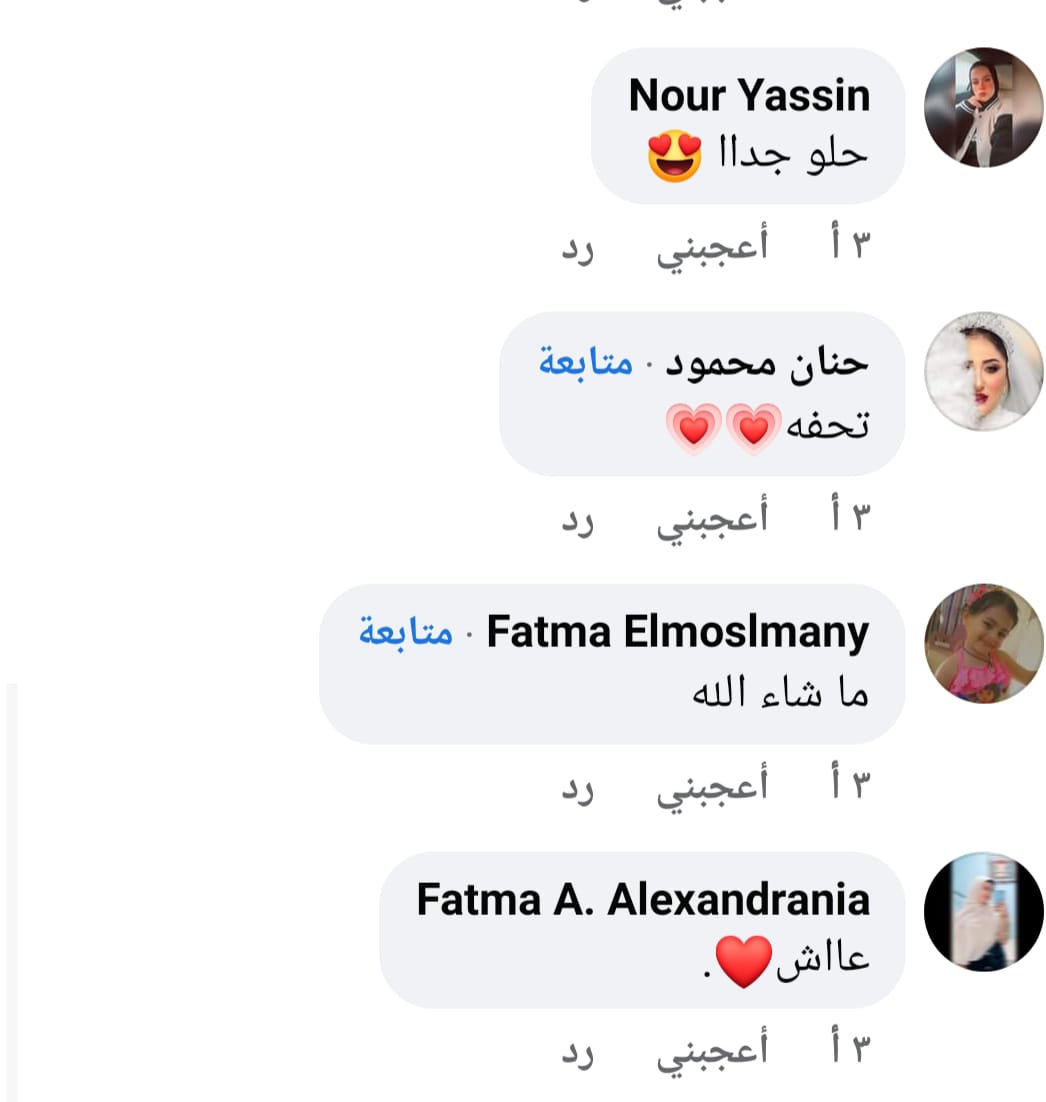 Nour Yassin
حلو جدااا 😍
٣ أ أعجبني رد
حنان محمود · متابعة
تحفه💗💗
٣ أ أعجبني رد
Fatma Elmoslmany · متابعة
ما شاء الله
٣ أ أعجبني رد
Fatma A. Alexandrania
عااش❤️.
٣ أ أعجبني رد